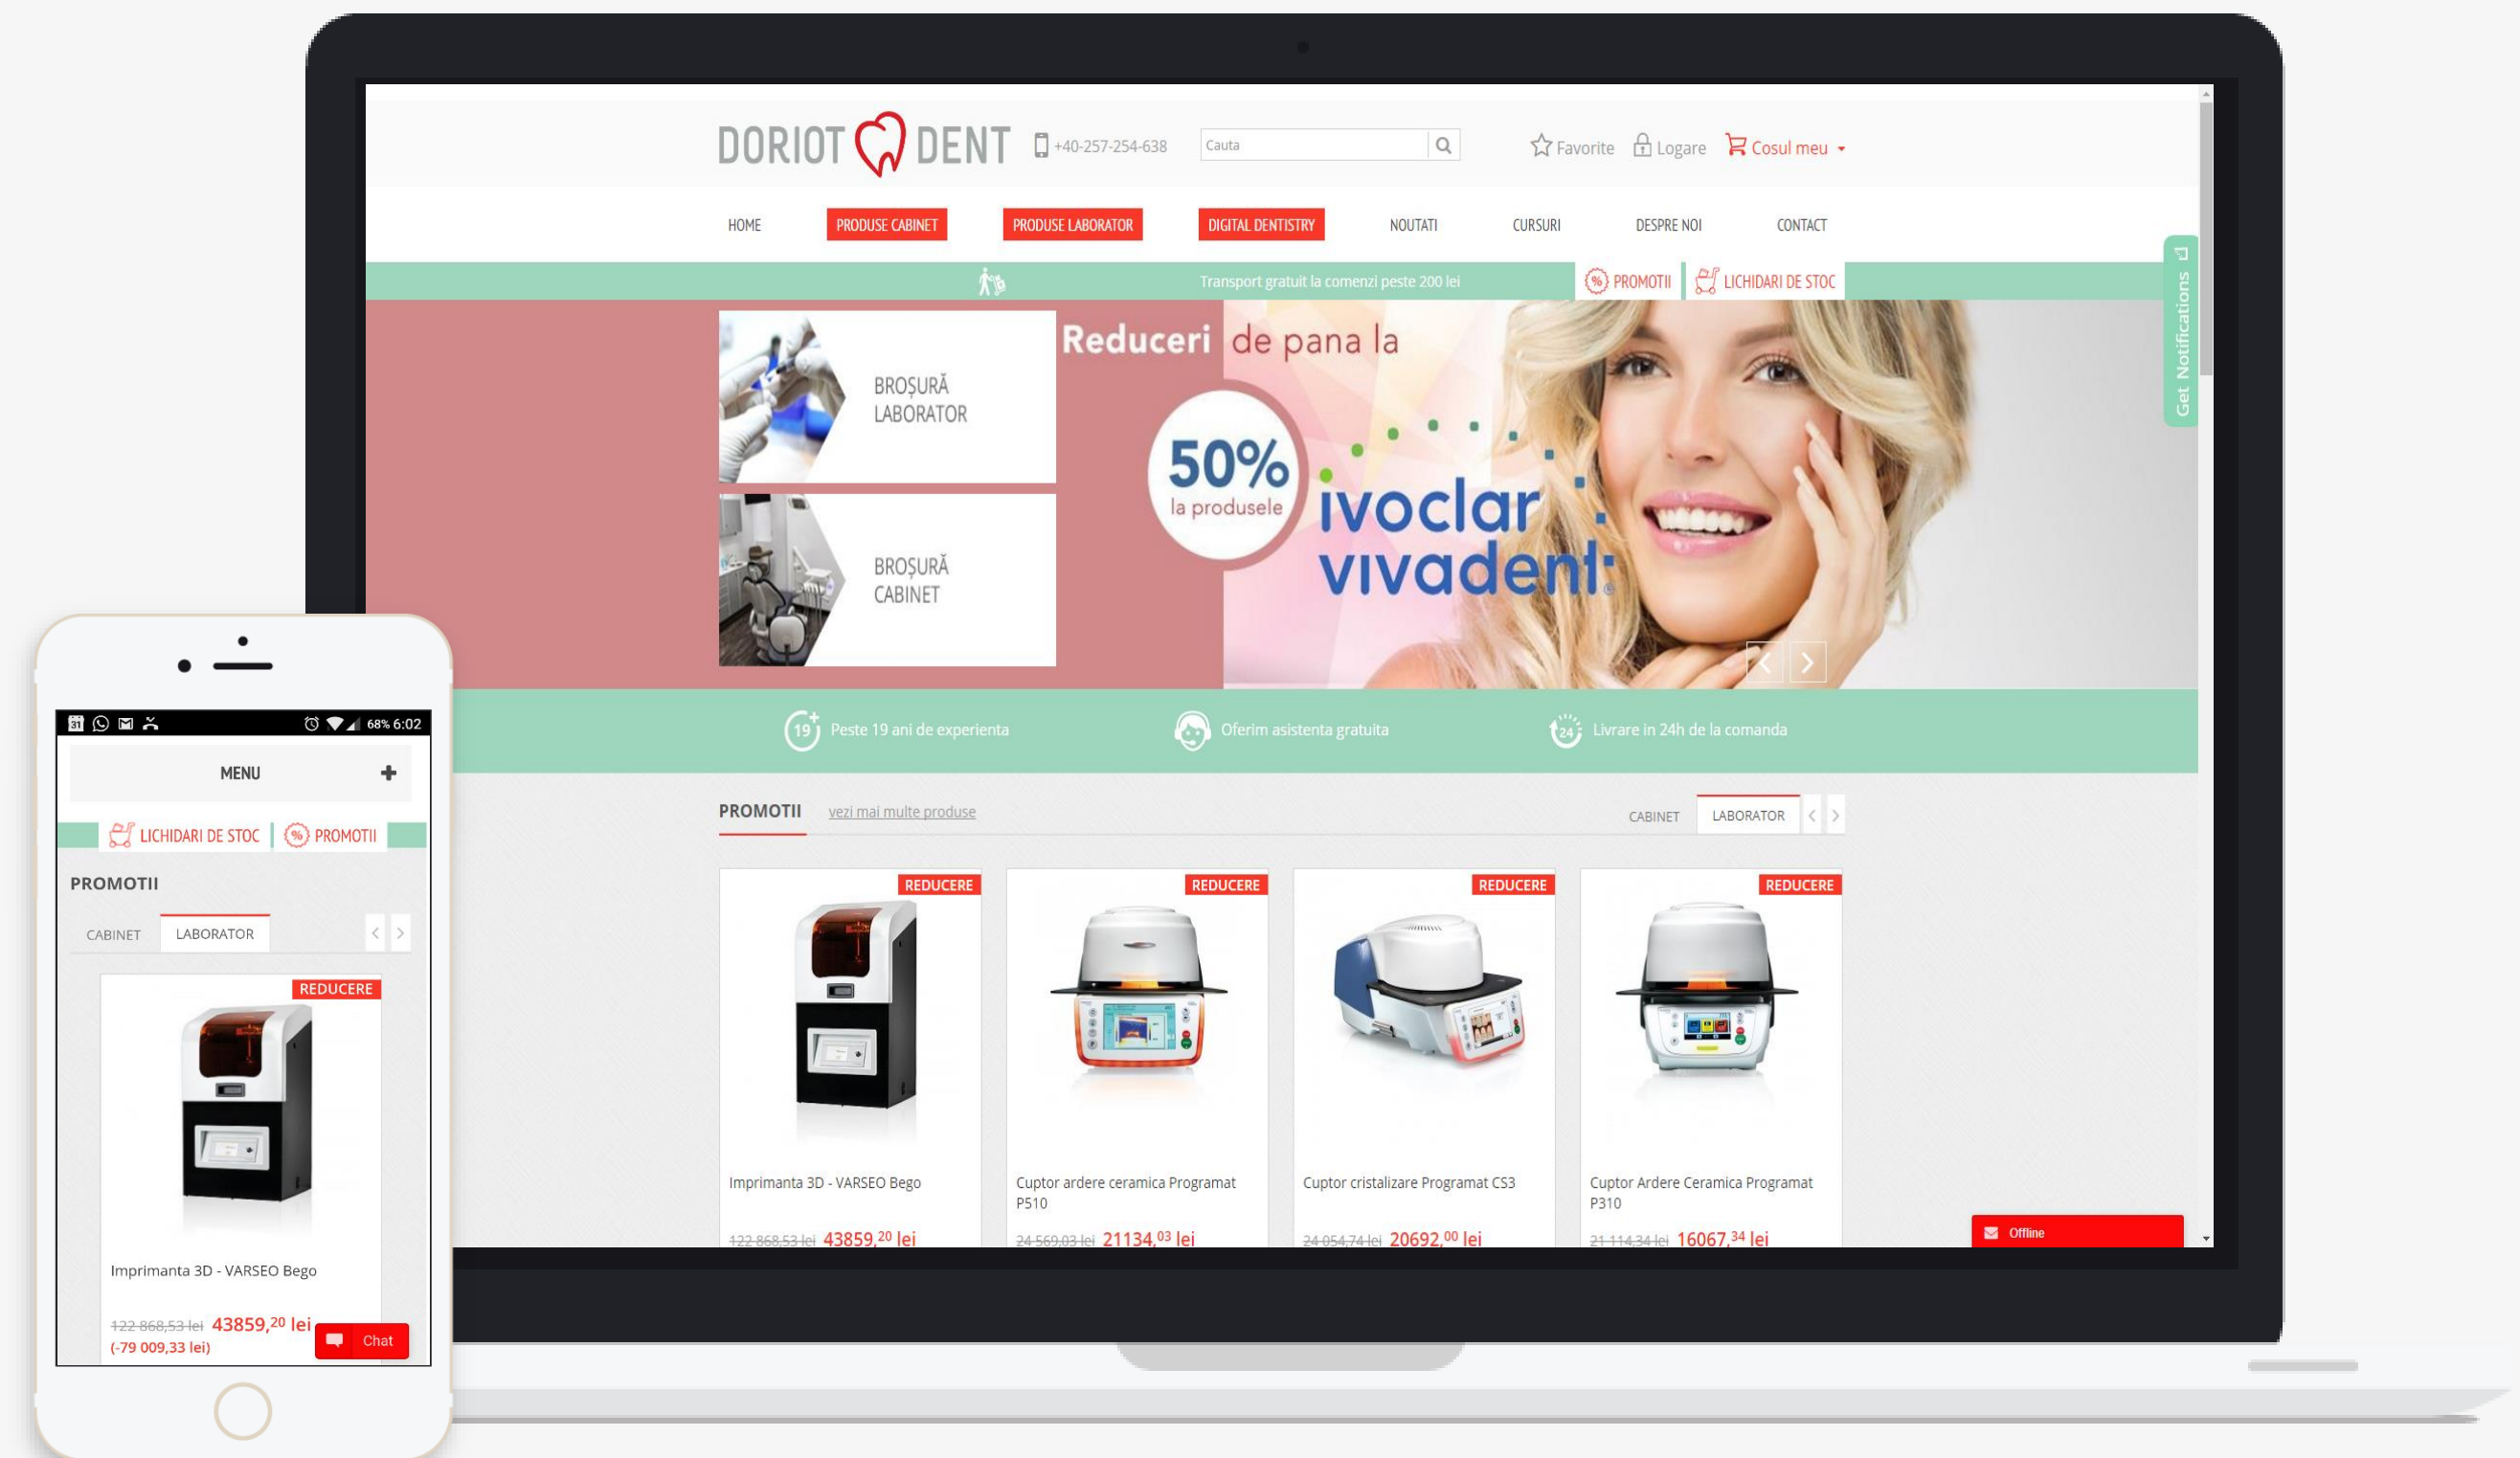 DORIOT DENT
+40-257-254-638
Cauta
Favorite
Logare
Cosul meu
HOME
PRODUSE CABINET
PRODUSE LABORATOR
DIGITAL DENTISTRY
NOUTATI
CURSURI
DESPRE NOI
CONTACT
Transport gratuit la comenzi peste 200 lei
PROMOTII
LICHIDARI DE STOC
Get Notifications
BROȘURĂ
LABORATOR
BROȘURĂ
CABINET
Reduceri de pana la
50%
la produsele
ivoclar
vivadent
19+
Peste 19 ani de experienta
Oferim asistenta gratuita
24
Livrare in 24h de la comanda
PROMOTII
vezi mai multe produse
CABINET
LABORATOR
REDUCERE
Imprimanta 3D - VARSEO Bego
122 868,53 lei 43859,20 lei
REDUCERE
Cuptor ardere ceramica Programat
P510
24 569,03 lei 21134,03 lei
REDUCERE
Cuptor cristalizare Programat CS3
24 054,74 lei 20692,00 lei
REDUCERE
Cuptor Ardere Ceramica Programat
P310
21 114,34 lei 16067,34 lei
Offline
31
68% 6:02
MENU
LICHIDARI DE STOC
PROMOTII
PROMOTII
CABINET
LABORATOR
REDUCERE
Imprimanta 3D - VARSEO Bego
122 868,53 lei 43859,20 lei
(-79 009,33 lei)
Chat